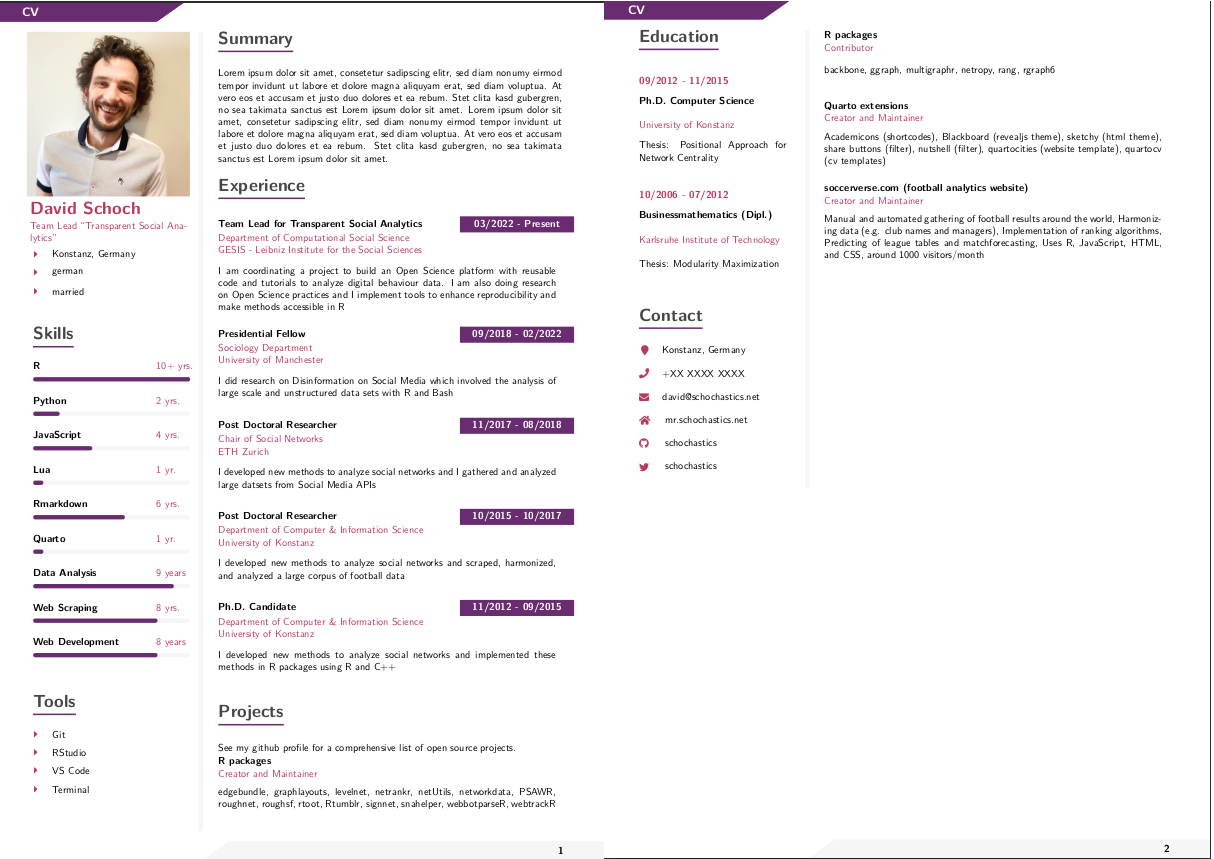 CV
David Schoch
Team Lead “Transparent Social Ana-
lytics”
Konstanz, Germany
german
married
Skills
R 10+ yrs.
Python 2 yrs.
JavaScript 4 yrs.
Lua 1 yr.
Rmarkdown 6 yrs.
Quarto 1 yr.
Data Analysis 9 years
Web Scraping 8 yrs.
Web Development 8 years
Tools
Git
RStudio
VS Code
Terminal
Summary
Lorem ipsum dolor sit amet, consetetur sadipscing elitr, sed diam nonumy eirmod
tempor invidunt ut labore et dolore magna aliquyam erat, sed diam voluptua. At
vero eos et accusam et justo duo dolores et ea rebum. Stet clita kasd gubergren,
no sea takimata sanctus est Lorem ipsum dolor sit amet. Lorem ipsum dolor sit
amet, consetetur sadipscing elitr, sed diam nonumy eirmod tempor invidunt ut
labore et dolore magna aliquyam erat, sed diam voluptua. At vero eos et accusam
et justo duo dolores et ea rebum. Stet clita kasd gubergren, no sea takimata
sanctus est Lorem ipsum dolor sit amet.
Experience
Team Lead for Transparent Social Analytics 03/2022 - Present
Department of Computational Social Science
GESIS - Leibniz Institute for the Social Sciences
I am coordinating a project to build an Open Science platform with reusable
code and tutorials to analyze digital behaviour data. I am also doing research
on Open Science practices and I implement tools to enhance reproducibility and
make methods accessible in R
Presidential Fellow 09/2018 - 02/2022
Sociology Department
University of Manchester
I did research on Disinformation on Social Media which involved the analysis of
large scale and unstructured data sets with R and Bash
Post Doctoral Researcher 11/2017 - 08/2018
Chair of Social Networks
ETH Zurich
I developed new methods to analyze social networks and I gathered and analyzed
large datsets from Social Media APIs
Post Doctoral Researcher 10/2015 - 10/2017
Department of Computer & Information Science
University of Konstanz
I developed new methods to analyze social networks and scraped, harmonized,
and analyzed a large corpus of football data
Ph.D. Candidate 11/2012 - 09/2015
Department of Computer & Information Science
University of Konstanz
I developed new methods to analyze social networks and implemented these
methods in R packages using R and C++
Projects
See my github profile for a comprehensive list of open source projects.
R packages
Creator and Maintainer
edgebundle, graphlayouts, levelnet, netrankr, netUtils, networkdata, PSAWR,
roughnet, roughsf, rtoot, Rtumblr, signnet, snahelper, webbotparseR, webtrackR
1
CV
Education
09/2012 - 11/2015
Ph.D. Computer Science
University of Konstanz
Thesis: Positional Approach for
Network Centrality
10/2006 - 07/2012
Businessmathematics (Dipl.)
Karlsruhe Institute of Technology
Thesis: Modularity Maximization
Contact
Konstanz, Germany
+XX XXXX XXXX
david@schochastics.net
mr.schochastics.net
schochastics
schochastics
R packages
Contributor
backbone, ggraph, multigraphr, netropy, rang, rgraph6
Quarto extensions
Creator and Maintainer
Academicons (shortcodes), Blackboard (revealjs theme), sketchy (html theme),
share buttons (filter), nutshell (filter), quartocities (website template), quartocv
(cv templates)
soccerverse.com (football analytics website)
Creator and Maintainer
Manual and automated gathering of football results around the world, Harmoniz-
ing data (e.g. club names and managers), Implementation of ranking algorithms,
Predicting of league tables and matchforecasting, Uses R, JavaScript, HTML,
and CSS, around 1000 visitors/month
2